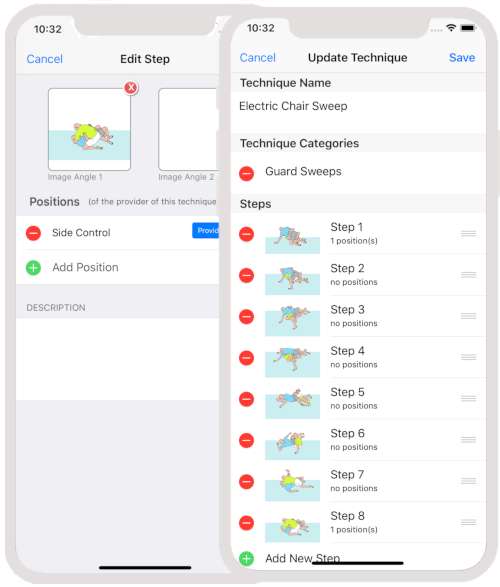 10:32
Cancel
Edit Step
Image Angle 1
Image Angle 2
Positions (of the provider of this technique
Side Control
Provid
Add Position
DESCRIPTION
10:32
Cancel
Update Technique
Save
Technique Name
Electric Chair Sweep
Technique Categories
Guard Sweeps
Steps
Step 1
1 position(s)
Step 2
no positions
Step 3
no positions
Step 4
no positions
Step 5
no positions
Step 6
no positions
Step 7
no positions
Step 8
1 position(s)
Add New Step